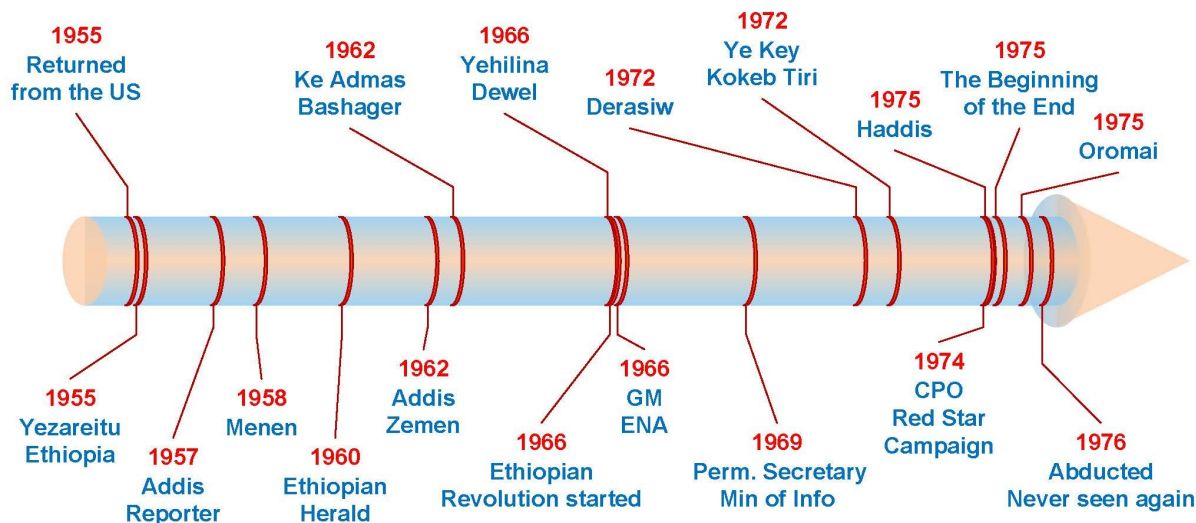 1955
Returned
from the US
1962
Ke Admas
Bashager
1966
Yehilina
Dewel
1972
Derasiw
1972
Ye Key
Kokeb Tiri
1975
Haddis
1975
The Beginning
of the End
1975
Oromai
1955
Yezareitu
Ethiopia
1957
Addis
Reporter
1958
Menen
1960
Ethiopian
Herald
1962
Addis
Zemen
1966
Ethiopian
Revolution started
1966
GM
ENA
1969
Perm. Secretary
Min of Info
1974
CPO
Red Star
Campaign
1976
Abducted
Never seen again